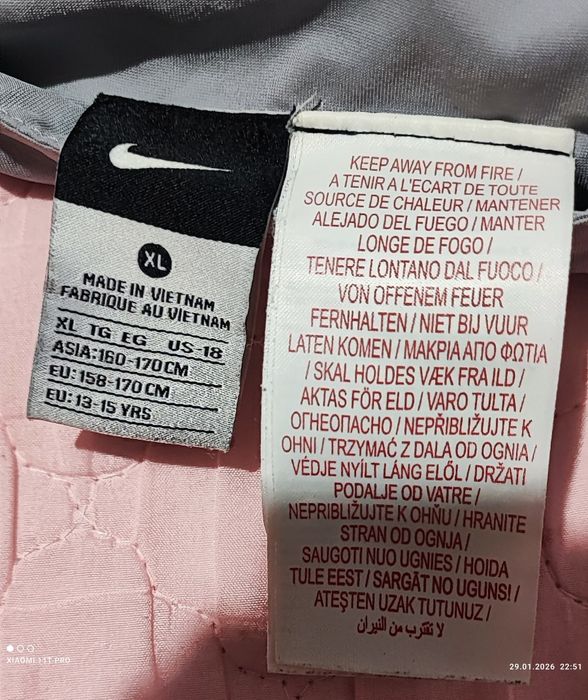 XL
MADE IN VIETNAM
FABRIQUE AU VIETNAM
XL TG EG US 18
ASIA:160-170CM
EU: 158-170 CM
EU: 13-15 YRS
KEEP AWAY FROM FIRE /
A TENIR A L'ECART DE TOUTE
SOURCE DE CHALEUR / MANTENER
ALEJADO DEL FUEGO / MANTER
LONGE DE FOGO /
TENERE LONTANO DAL FUOCO /
VON OFFENEM FEUER
FERNHALTEN / NIET BIJ VUUR
LATEN KOMEN / ΜΑΚΡΙΑ ΑΠΟ ΦΩΤΙΑ
/ SKAL HOLDES VÆK FRA ILD /
AKTAS FÖR ELD / VARO TULTA /
ОГНЕОПАСНО / NEPŘIBLIŽUJTE K
OHNI / TRZYMAĆ Z DALA OD OGNIA /
VÉDJE NYÍLT LÁNG ELŐL / DRŽATI
PODALJE OD VATRE /
NEPRIBLIŽUJTE K OHŇU / HRANITE
STRAN OD OGNJA /
SAUGOTI NUO UGNIES / HOIDA
TULE EEST / SARGĀT NO UGUNS! /
ATEŞTEN UZAK TUTUNUZ /
لا تقترب من النيران
XIAOMI 11T PRO
29.01.2026 22:51